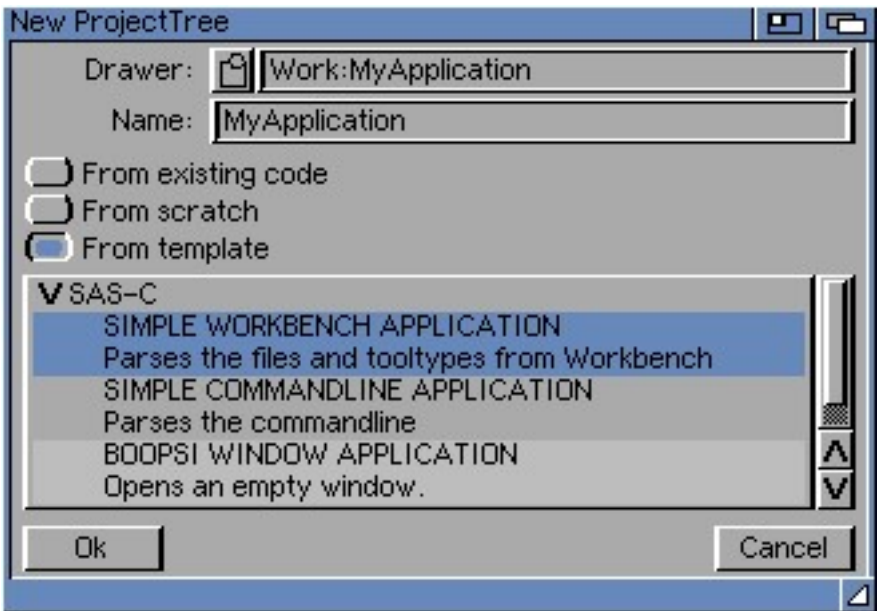 New ProjectTree
Drawer: Work:MyApplication
Name: MyApplication
From existing code
From scratch
From template
V SAS-C
SIMPLE WORKBENCH APPLICATION
Parses the files and tooltypes from Workbench
SIMPLE COMMANDLINE APPLICATION
Parses the commandline
BOOPSI WINDOW APPLICATION
Opens an empty window.
Ok Cancel